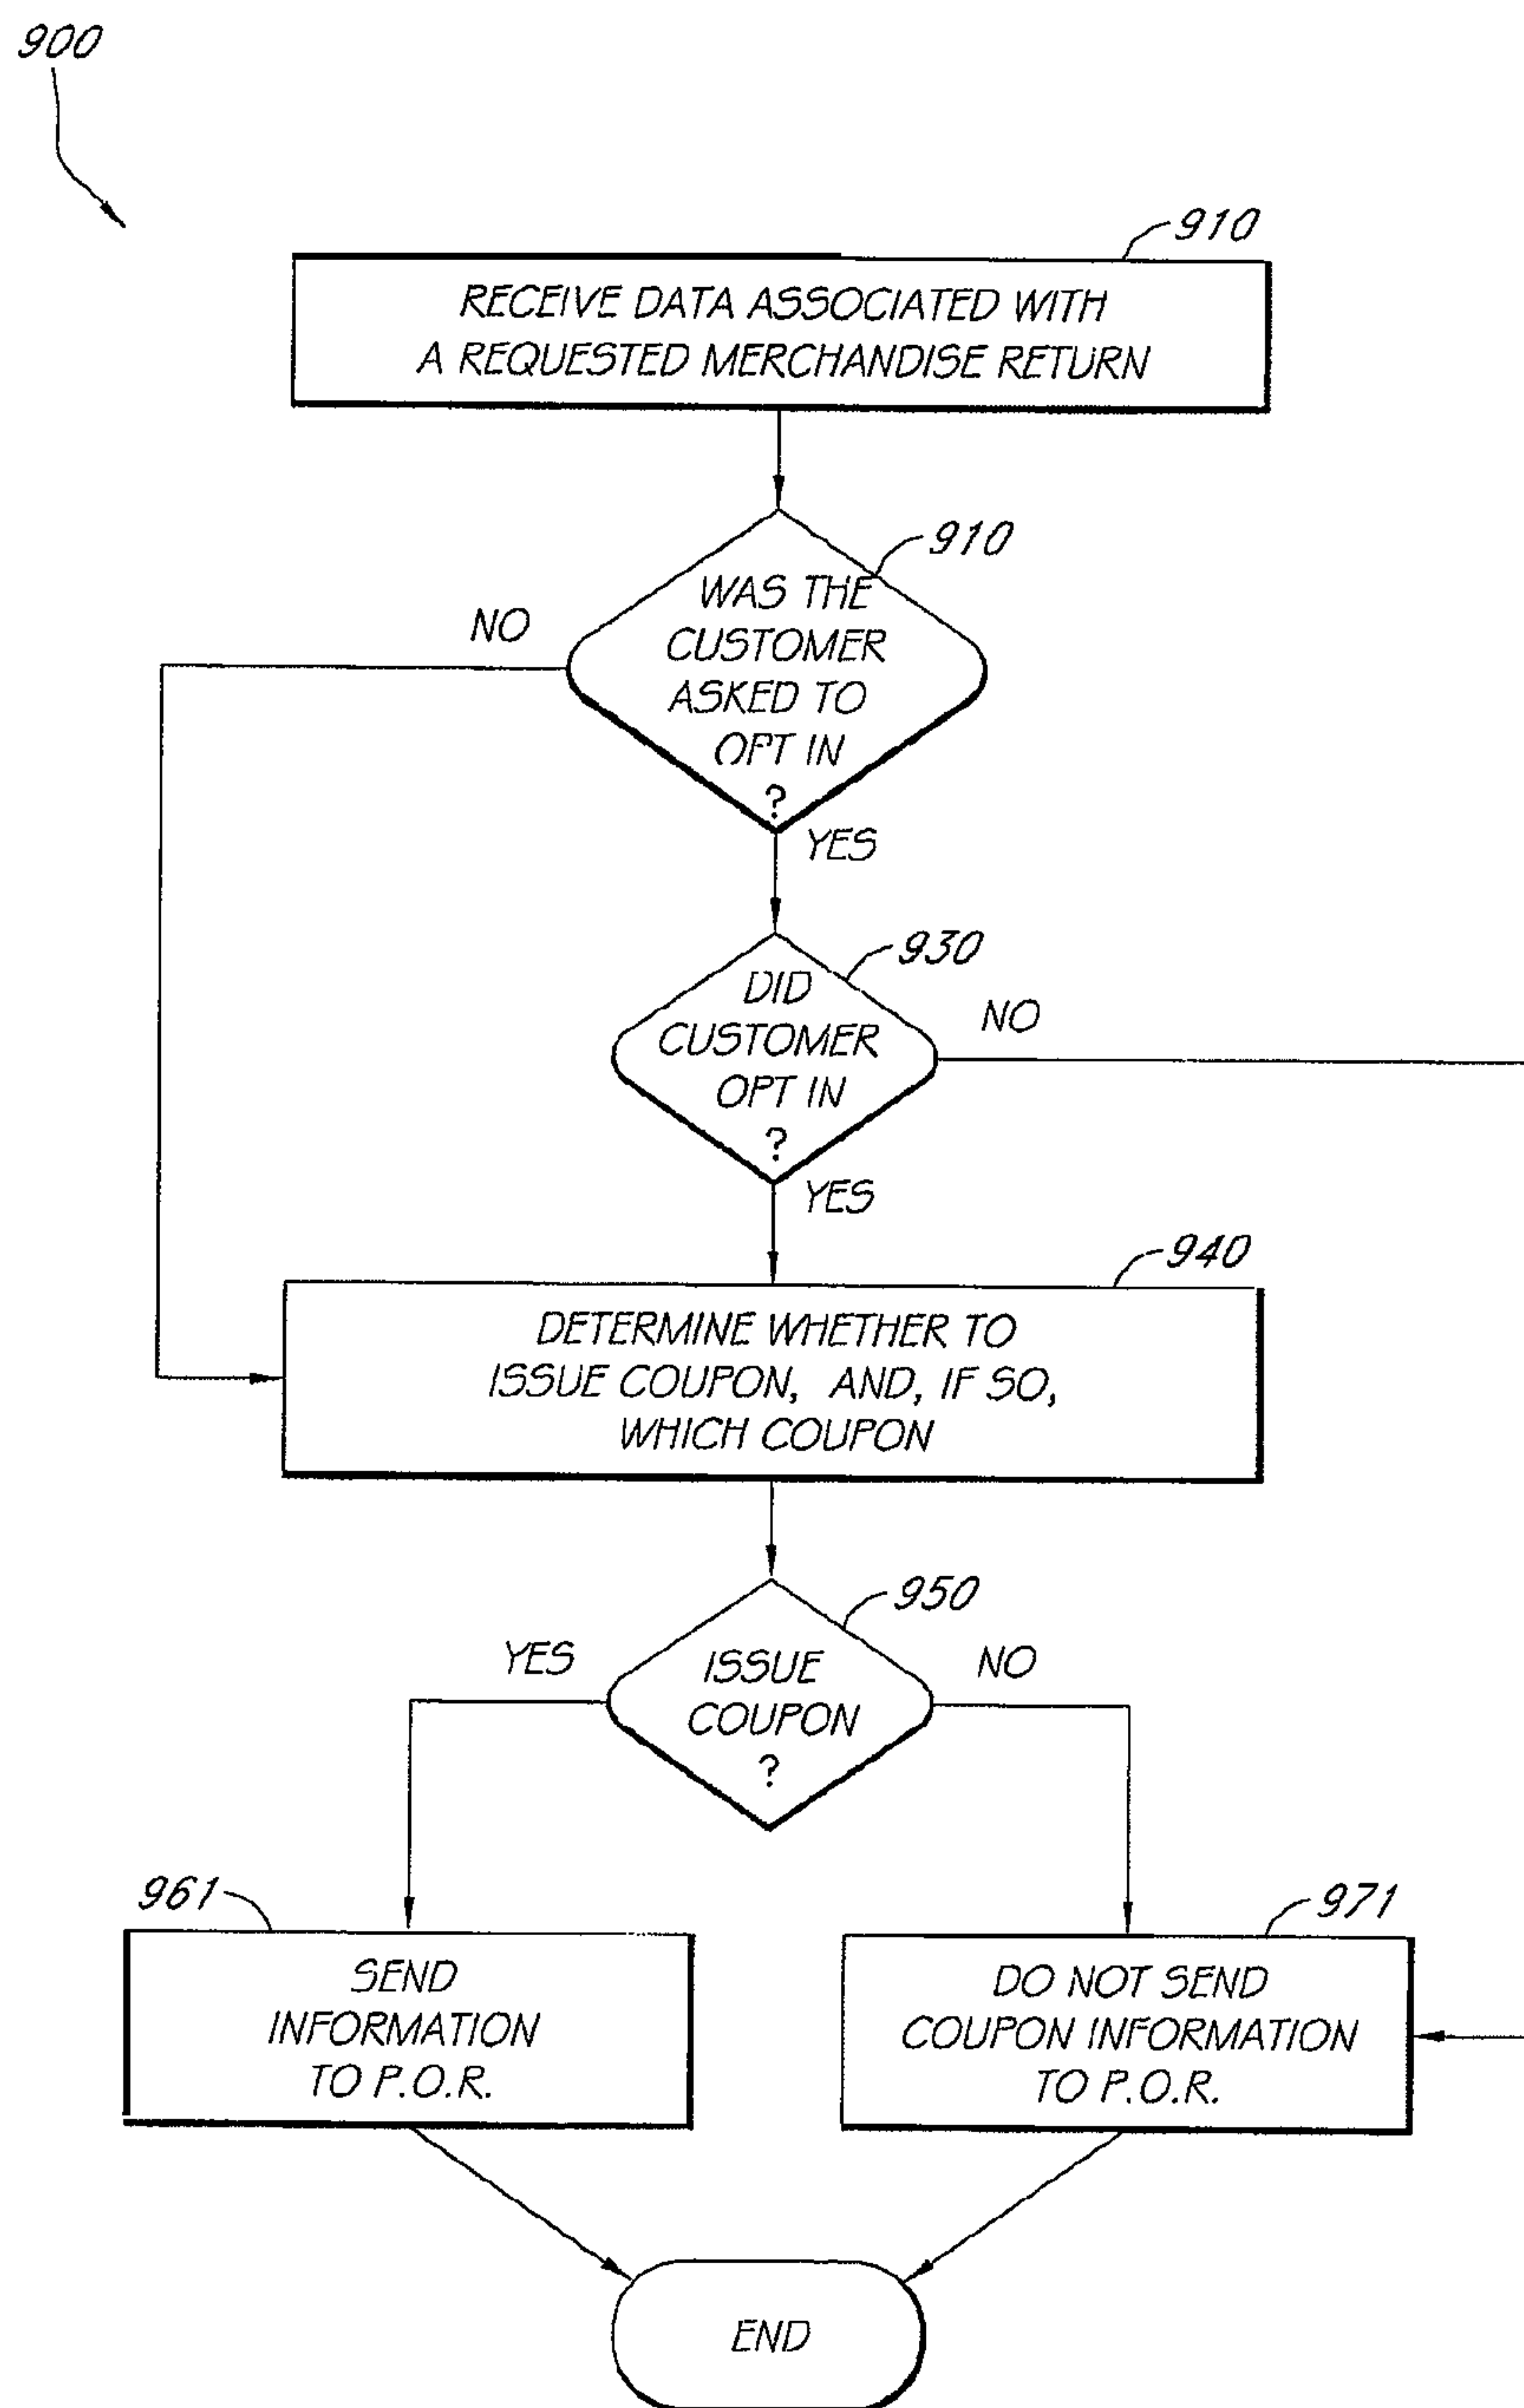 900
910
RECEIVE DATA ASSOCIATED WITH
A REQUESTED MERCHANDISE RETURN
910
WAS THE
CUSTOMER
ASKED TO
OPT IN
?
NO
YES
930
DID
CUSTOMER
OPT IN
?
NO
YES
940
DETERMINE WHETHER TO
ISSUE COUPON, AND, IF SO,
WHICH COUPON
950
YES
ISSUE
COUPON
?
NO
961
SEND
INFORMATION
TO P.O.R.
971
DO NOT SEND
COUPON INFORMATION
TO P.O.R.
END